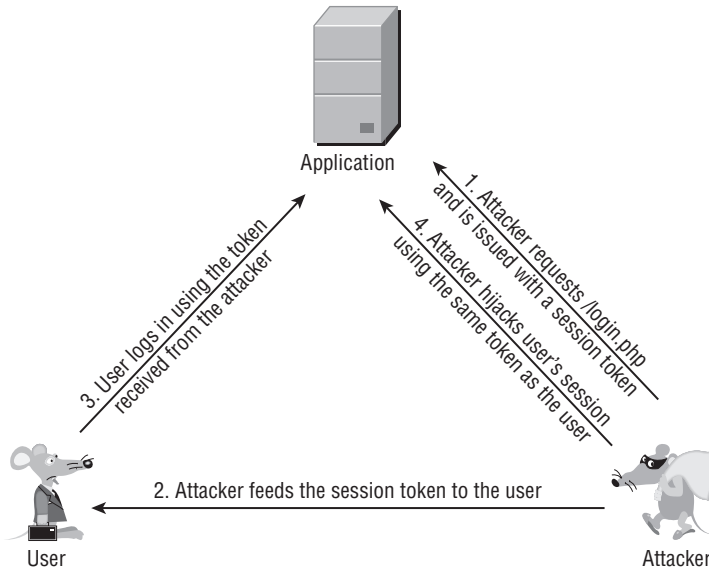 Application
1. Attacker requests /login.php
and is issued with a session token
4. Attacker hijacks user's session
using the same token as the user
3. User logs in using the token
received from the attacker
2. Attacker feeds the session token to the user
User
Attacker